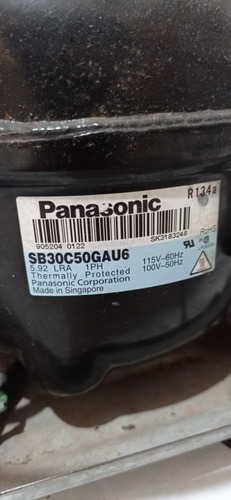 Panasonic
R134a
905204 0122
SK3183248
RoHS
SB30C50GAU6
5.92 LRA 1PH
115V-60Hz
Thermally Protected
100V-50Hz
Panasonic Corporation
Made in Singapore